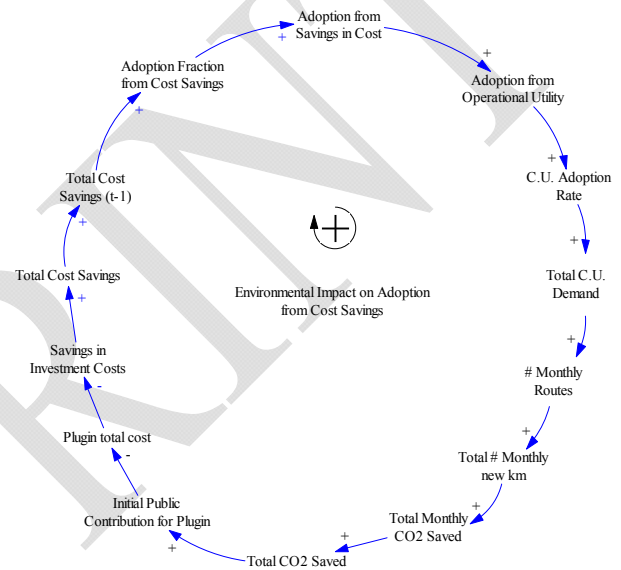 Adoption from
Savings in Cost
+
+
Adoption Fraction
from Cost Savings
+
Adoption from
Operational Utility
+
C.U. Adoption
Rate
+
Total C.U.
Demand
+
# Monthly
Routes
+
Total # Monthly
new km
+
Total Monthly
CO2 Saved
+
Total CO2 Saved
+
Initial Public
Contribution for Plugin
-
Plugin total cost
-
Savings in
Investment Costs
+
Total Cost Savings
+
Total Cost
Savings (t-1)
+
Environmental Impact on Adoption
from Cost Savings
RINT